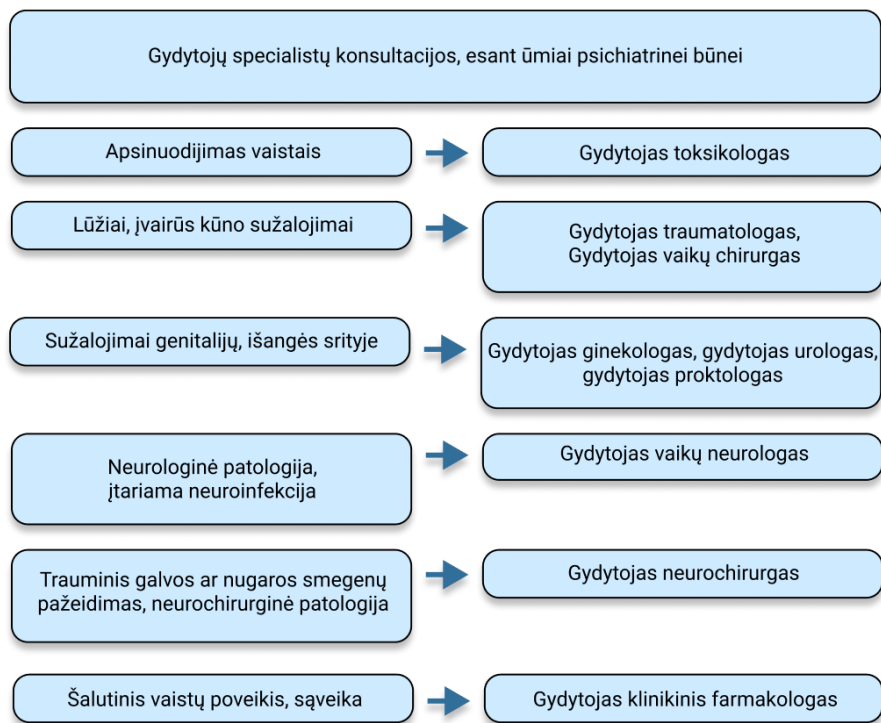 Gydytojų specialistų konsultacijos, esant ūmiai psichiatrinei būnei
Apsinuodijimas vaistais
Gydytojas toksikologas
Lūžiai, įvairūs kūno sužalojimai
Gydytojas traumatologas,
Gydytojas vaikų chirurgas
Sužalojimai genitalijų, išangės srityje
Gydytojas ginekologas, gydytojas urologas,
gydytojas proktologas
Neurologinė patologija,
įtariama neuroinfekcija
Gydytojas vaikų neurologas
Trauminis galvos ar nugaros smegenų
pažeidimas, neurochirurginė patologija
Gydytojas neurochirurgas
Šalutinis vaistų poveikis, sąveika
Gydytojas klinikinis farmakologas